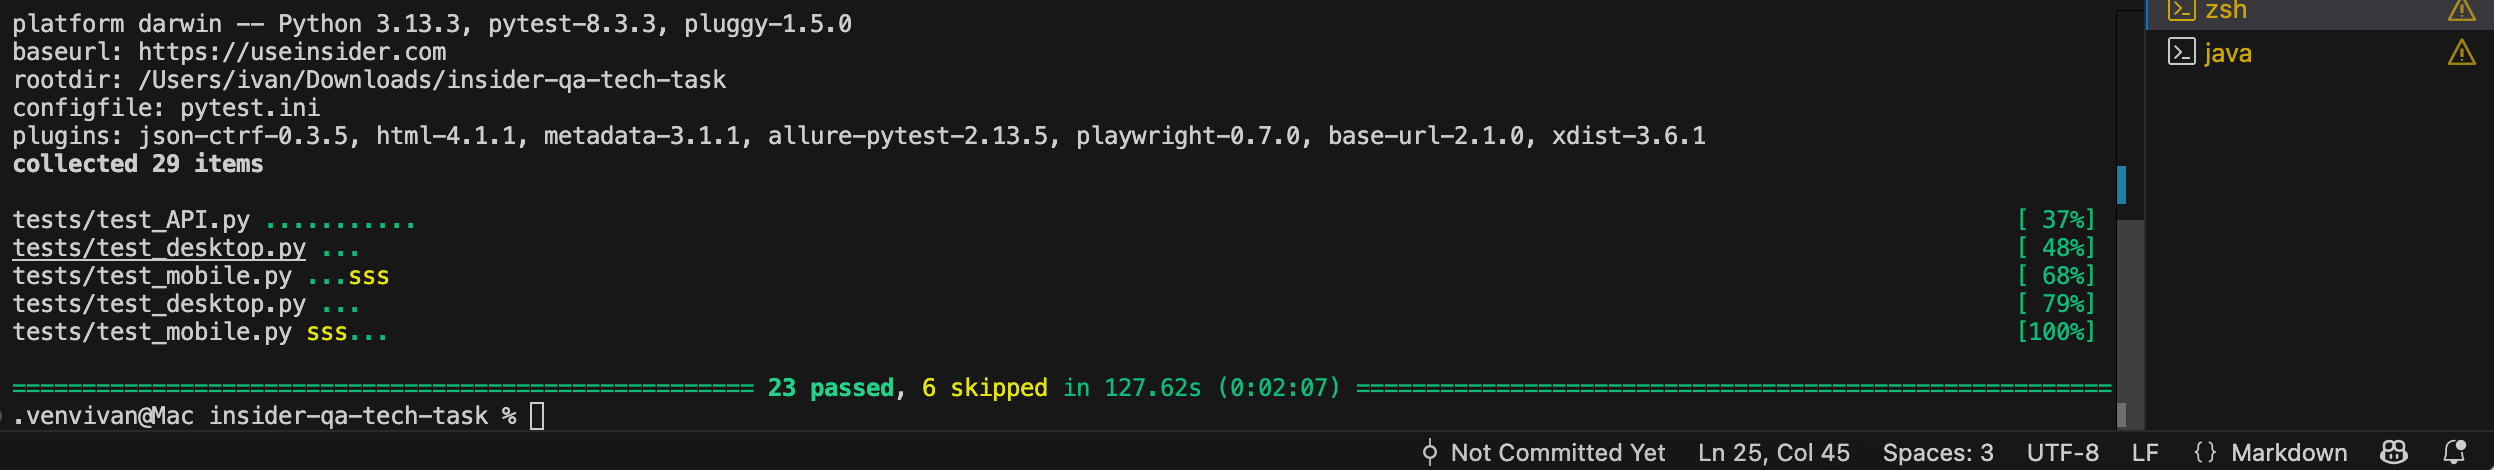 platform darwin -- Python 3.13.3, pytest-8.3.3, pluggy-1.5.0
baseurl: https://useinsider.com
rootdir: /Users/ivan/Downloads/insider-qa-tech-task
configfile: pytest.ini
plugins: json-ctrf-0.3.5, html-4.1.1, metadata-3.1.1, allure-pytest-2.13.5, playwright-0.7.0, base-url-2.1.0, xdist-3.6.1
collected 29 items
tests/test_API.py ........... [ 37%]
tests/test_desktop.py ... [ 48%]
tests/test_mobile.py ...sss [ 68%]
tests/test_desktop.py ... [ 79%]
tests/test_mobile.py sss... [100%]
===================================================== 23 passed, 6 skipped in 127.62s (0:02:07) ======================================================
.venvivan@Mac insider-qa-tech-task %
zsh
java
Not Committed Yet Ln 25, Col 45 Spaces: 3 UTF-8 LF {} Markdown